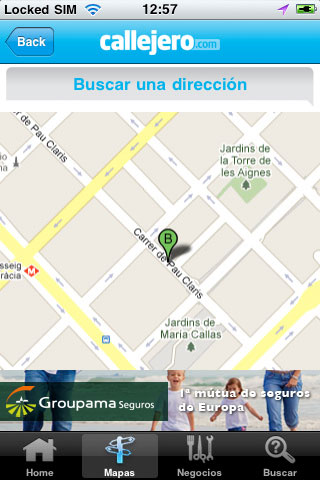 Locked SIM 12:57
Back callejero.com
Buscar una dirección
Carrer de Pau Claris
Jardins de
la Torre de
les Aignes
B
Carrer de Pau Claris
sseig
ràcia M
Jardins de
Maria Callas
Groupama Seguros
1ª mutua de seguros
de Europa
Home Mapas Negocios Buscar